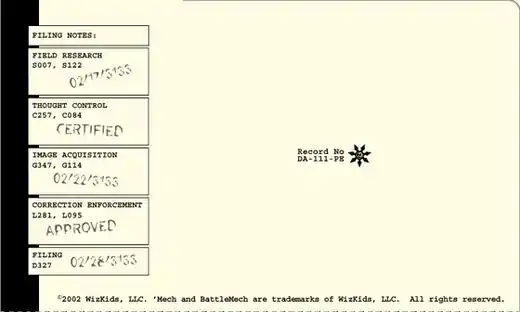 FILING NOTES:
FIELD RESEARCH
S007, S122
02/17/3133
THOUGHT CONTROL
C257, C084
CERTIFIED
IMAGE ACQUISITION
G347, G114
02/22/3133
CORRECTION ENFORCEMENT
L281, L095
APPROVED
FILING
D327
02/28/3133
Record No
DA-111-PE
©2002 WizKids, LLC. ‘Mech and BattleMech are trademarks of WizKids, LLC. All rights reserved.